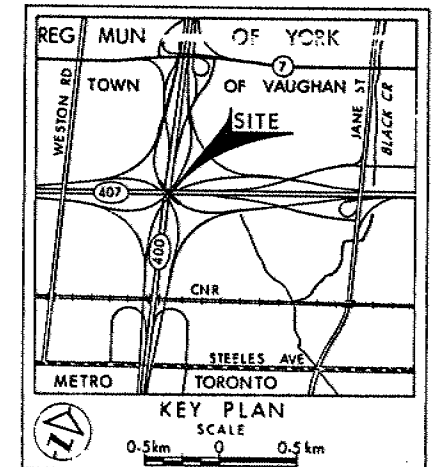 REG MUN OF YORK
7
TOWN OF VAUGHAN
WESTON RD
JANE ST
BLACK CR
SITE
407
400
CNR
STEELES AVE
METRO TORONTO
KEY PLAN
SCALE
N
0·5km 0 0·5km